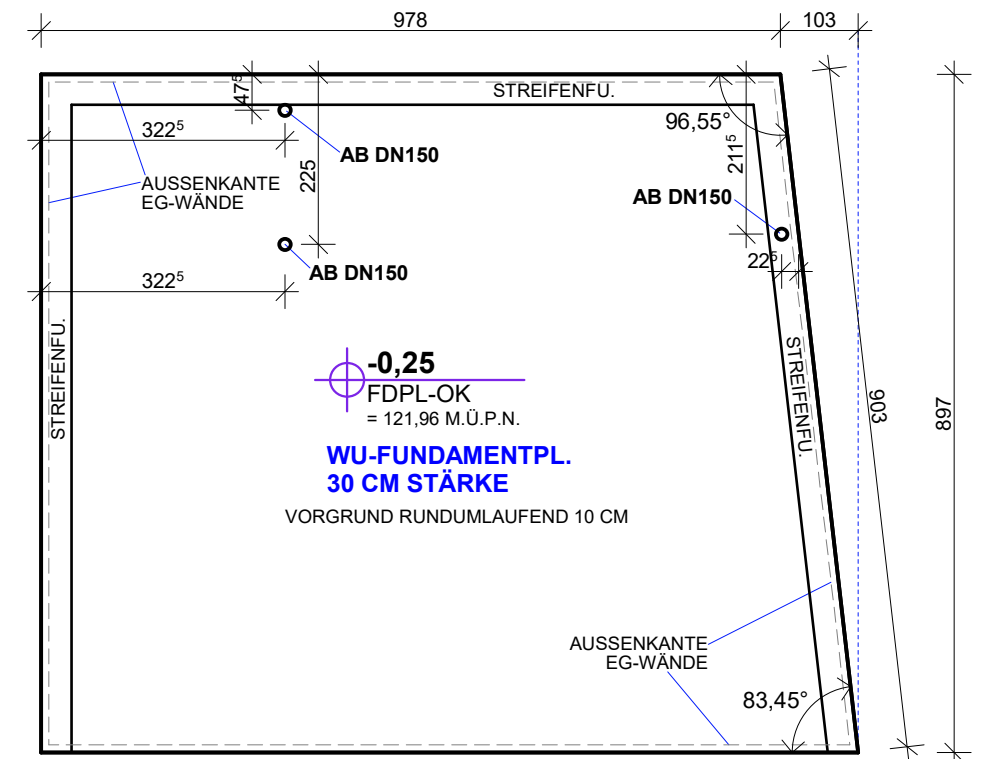 978
103
47⁵
STREIFENFU.
96,55°
322⁵
AB DN150
225
211⁵
AUSSENKANTE
EG-WÄNDE
AB DN150
AB DN150
322⁵
22⁵
STREIFENFU.
STREIFENFU.
-0,25
FDPL-OK
= 121,96 M.Ü.P.N.
903
897
WU-FUNDAMENTPL.
30 CM STÄRKE
VORGRUND RUNDUMLAUFEND 10 CM
AUSSENKANTE
EG-WÄNDE
83,45°